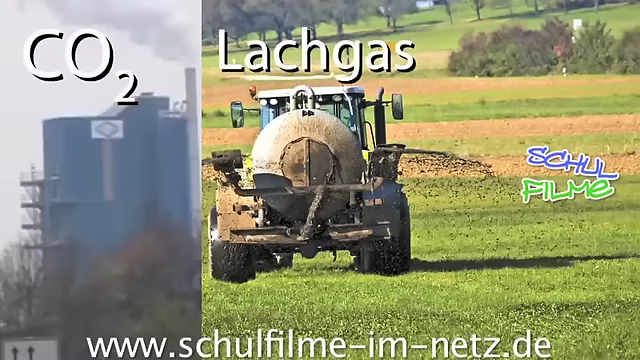 CO₂
Lachgas
SCHUL
FILME
www.schulfilme-im-netz.de